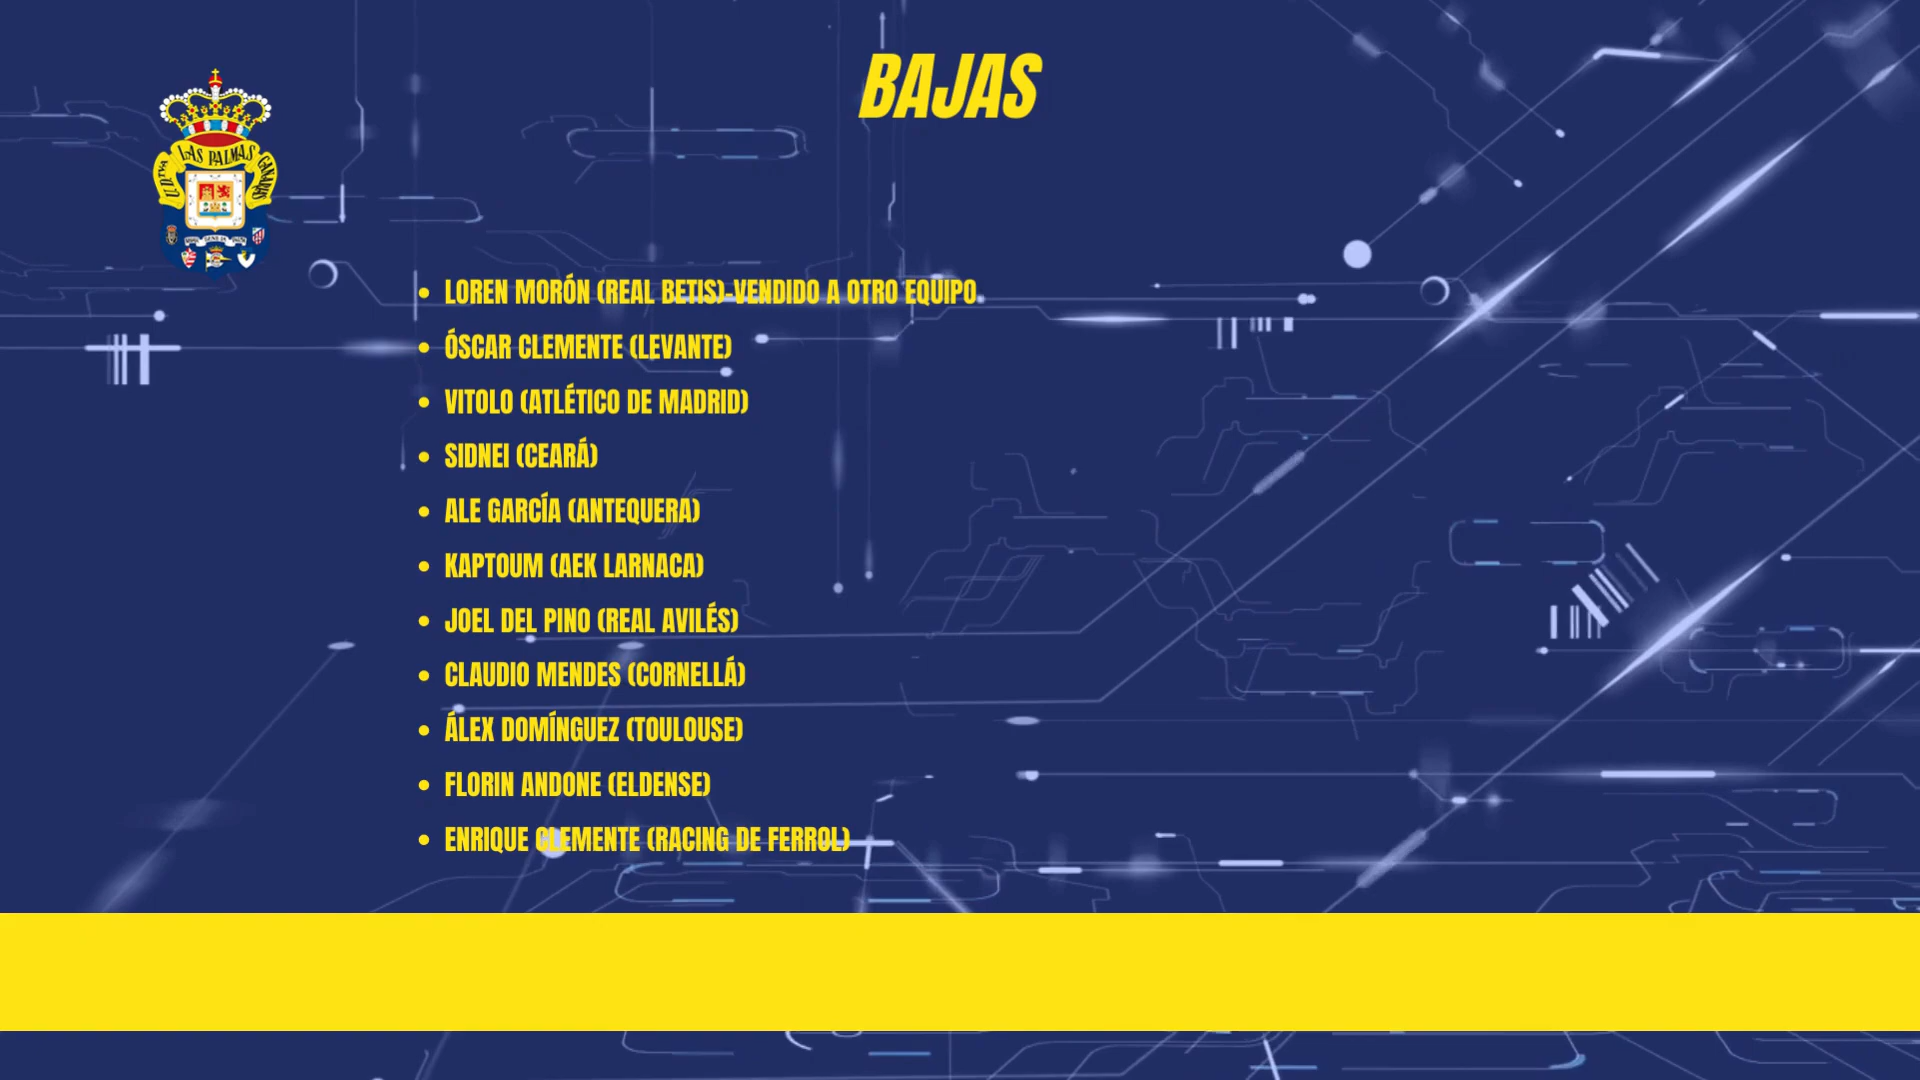 BAJAS
LAS PALMAS
• LOREN MORÓN (REAL BETIS)-VENDIDO A OTRO EQUIPO
• ÓSCAR CLEMENTE (LEVANTE)
• VITOLO (ATLÉTICO DE MADRID)
• SIDNEI (CEARÁ)
• ALE GARCÍA (ANTEQUERA)
• KAPTOUM (AEK LARNACA)
• JOEL DEL PINO (REAL AVILÉS)
• CLAUDIO MENDES (CORNELLÁ)
• ÁLEX DOMÍNGUEZ (TOULOUSE)
• FLORIN ANDONE (ELDENSE)
• ENRIQUE CLEMENTE (RACING DE FERROL)